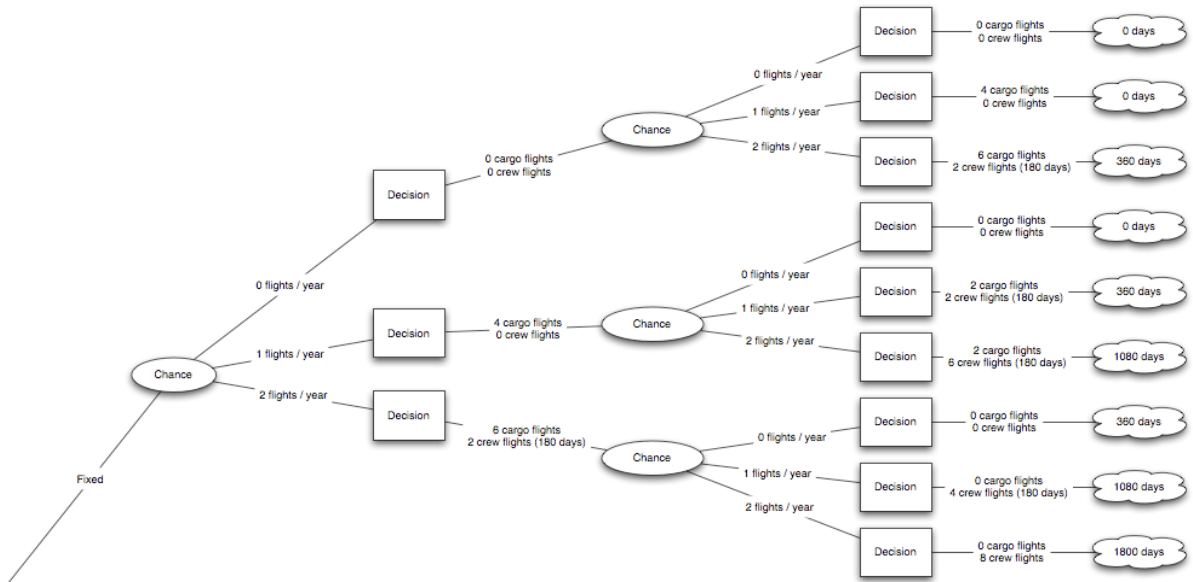 Decision
0 cargo flights
0 crew flights
0 days
0 flights / year
Decision
4 cargo flights
0 crew flights
0 days
1 flights / year
Chance
2 flights / year
Decision
6 cargo flights
2 crew flights (180 days)
360 days
0 cargo flights
0 crew flights
Decision
Decision
0 cargo flights
0 crew flights
0 days
0 flights / year
0 flights / year
Decision
2 cargo flights
2 crew flights (180 days)
360 days
1 flights / year
Decision
4 cargo flights
0 crew flights
Chance
2 flights / year
Decision
2 cargo flights
6 crew flights (180 days)
1080 days
1 flights / year
Chance
2 flights / year
Decision
6 cargo flights
2 crew flights (180 days)
Decision
0 cargo flights
0 crew flights
360 days
0 flights / year
Chance
1 flights / year
Decision
0 cargo flights
4 crew flights (180 days)
1080 days
Fixed
2 flights / year
Decision
0 cargo flights
8 crew flights
1800 days